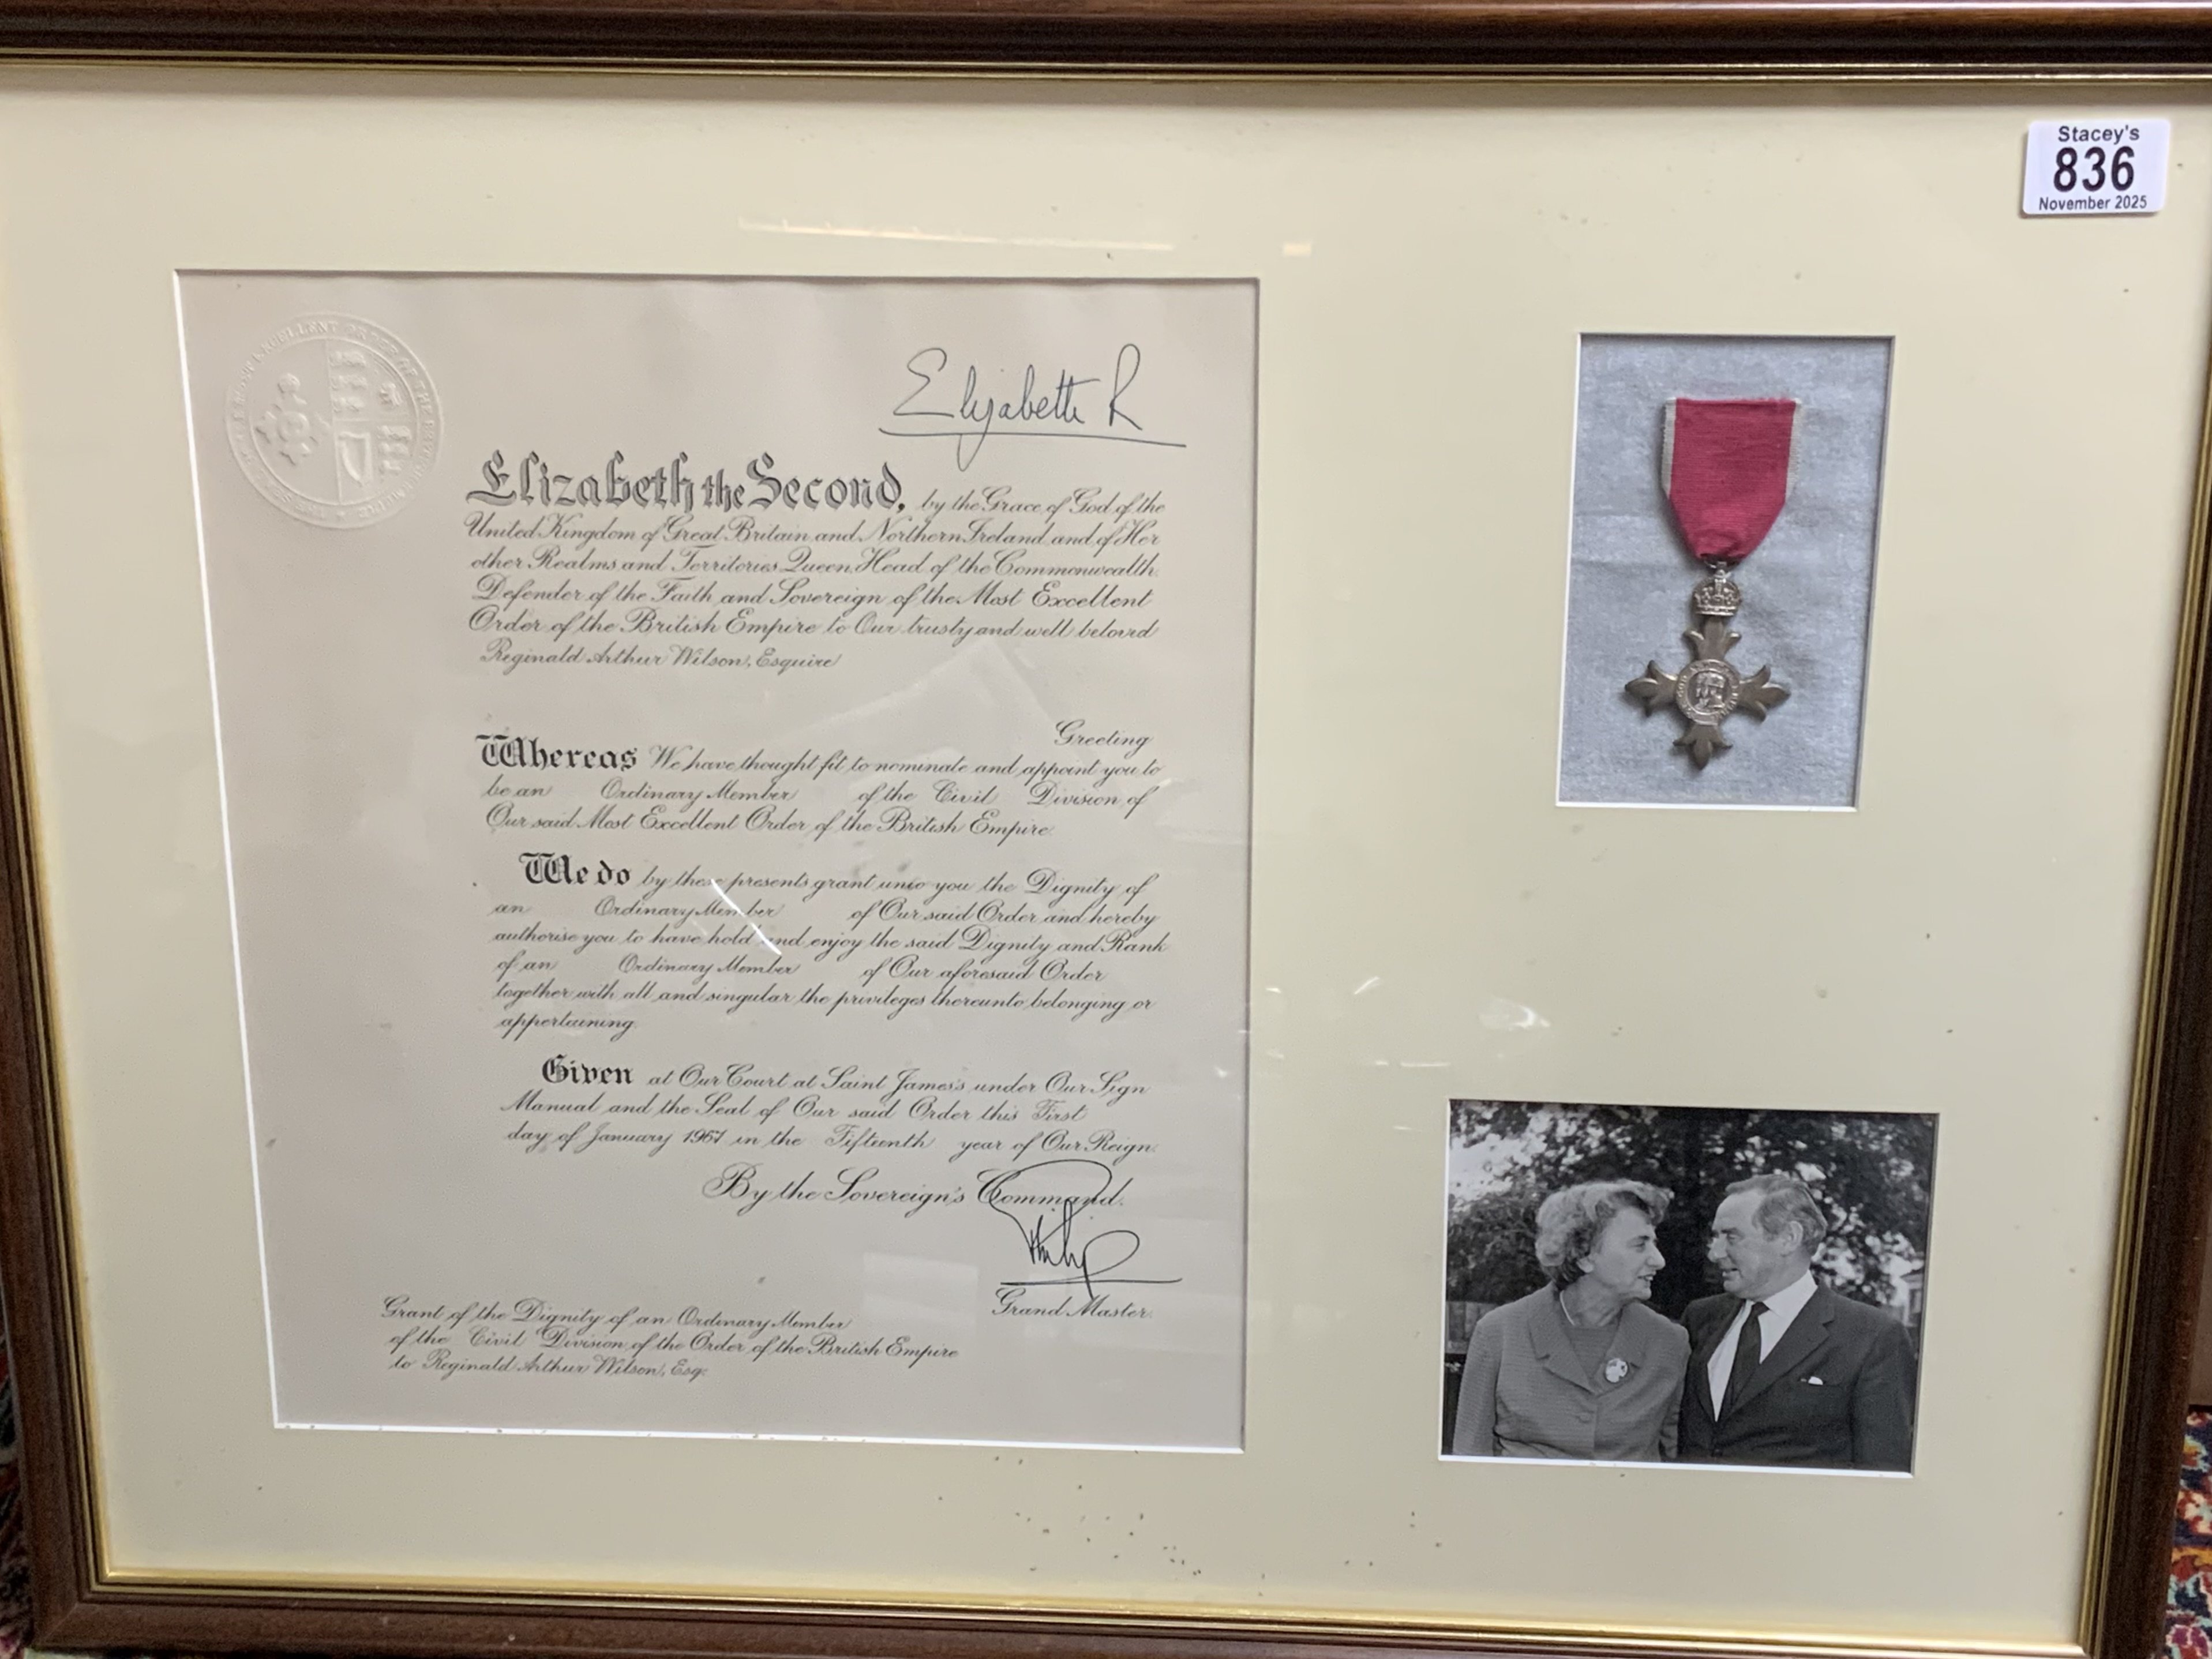 Stacey's
836
November 2025
Elizabeth R
Elizabeth the Second, by the Grace of God of the
United Kingdom of Great Britain and Northern Ireland and of Her
other Realms and Territories Queen, Head of the Commonwealth,
Defender of the Faith and Sovereign of the Most Excellent
Order of the British Empire to Our trusty and well beloved
Reginald Arthur Wilson, Esquire
Greeting
Whereas We have thought fit to nominate and appoint you to
be an Ordinary Member of the Civil Division of
Our said Most Excellent Order of the British Empire
We do by these presents grant unto you the Dignity of
an Ordinary Member of Our said Order and hereby
authorise you to have hold and enjoy the said Dignity and Rank
of an Ordinary Member of Our aforesaid Order
together with all and singular the privileges thereunto belonging or
appertaining.
Given at Our Court at Saint James's under Our Sign
Manual and the Seal of Our said Order this First
day of January 1967 in the Fifteenth year of Our Reign.
By the Sovereign's Command.
Philip
Grand Master.
Grant of the Dignity of an Ordinary Member
of the Civil Division of the Order of the British Empire
to Reginald Arthur Wilson, Esq.